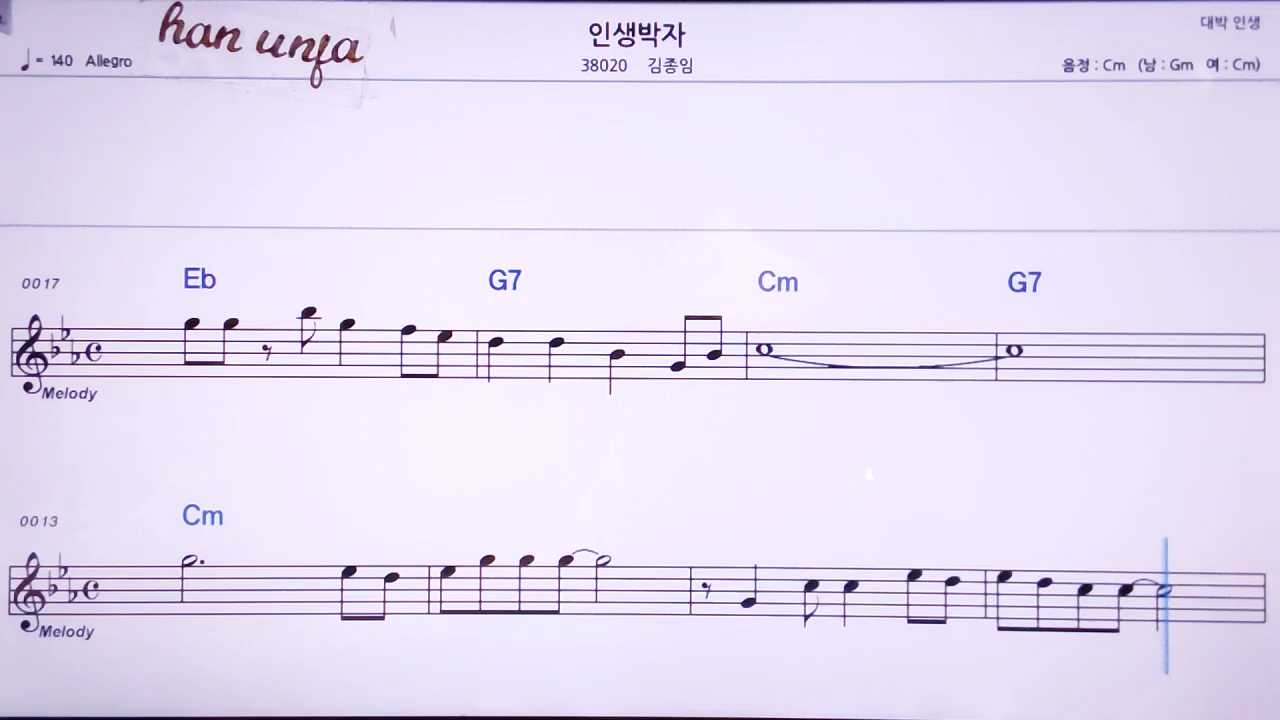 han unfa
인생박자
대박 인생
♩= 140 Allegro
38020 김종임
음정 : Cm (남 : Gm 여 : Cm)
0017 Eb G7 Cm G7
Melody
0013 Cm
Melody